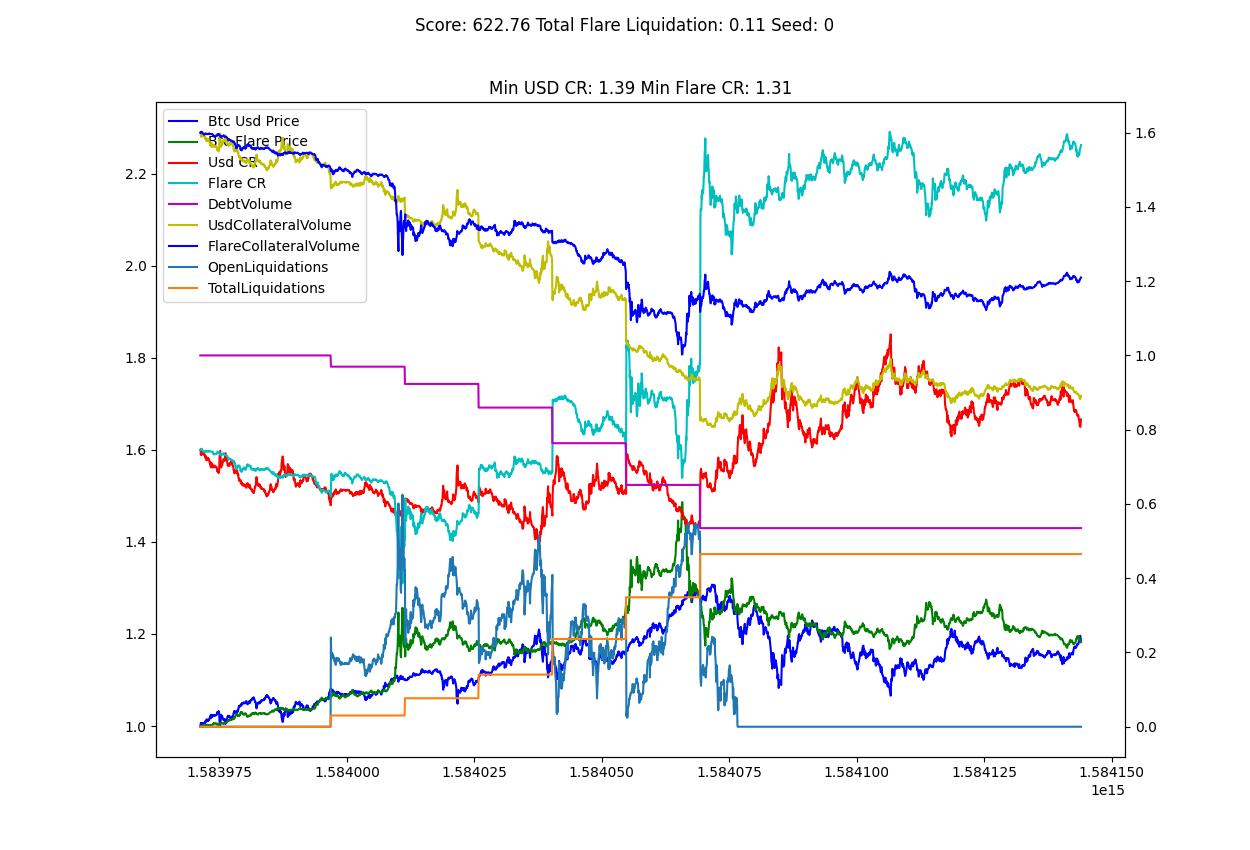 Score: 622.76 Total Flare Liquidation: 0.11 Seed: 0
Min USD CR: 1.39 Min Flare CR: 1.31
Btc Usd Price
Btc Flare Price
Usd CR
Flare CR
DebtVolume
UsdCollateralVolume
FlareCollateralVolume
OpenLiquidations
TotalLiquidations
2.2
2.0
1.8
1.6
1.4
1.2
1.0
1.6
1.4
1.2
1.0
0.8
0.6
0.4
0.2
0.0
1.583975 1.584000 1.584025 1.584050 1.584075 1.584100 1.584125 1.584150
1e15